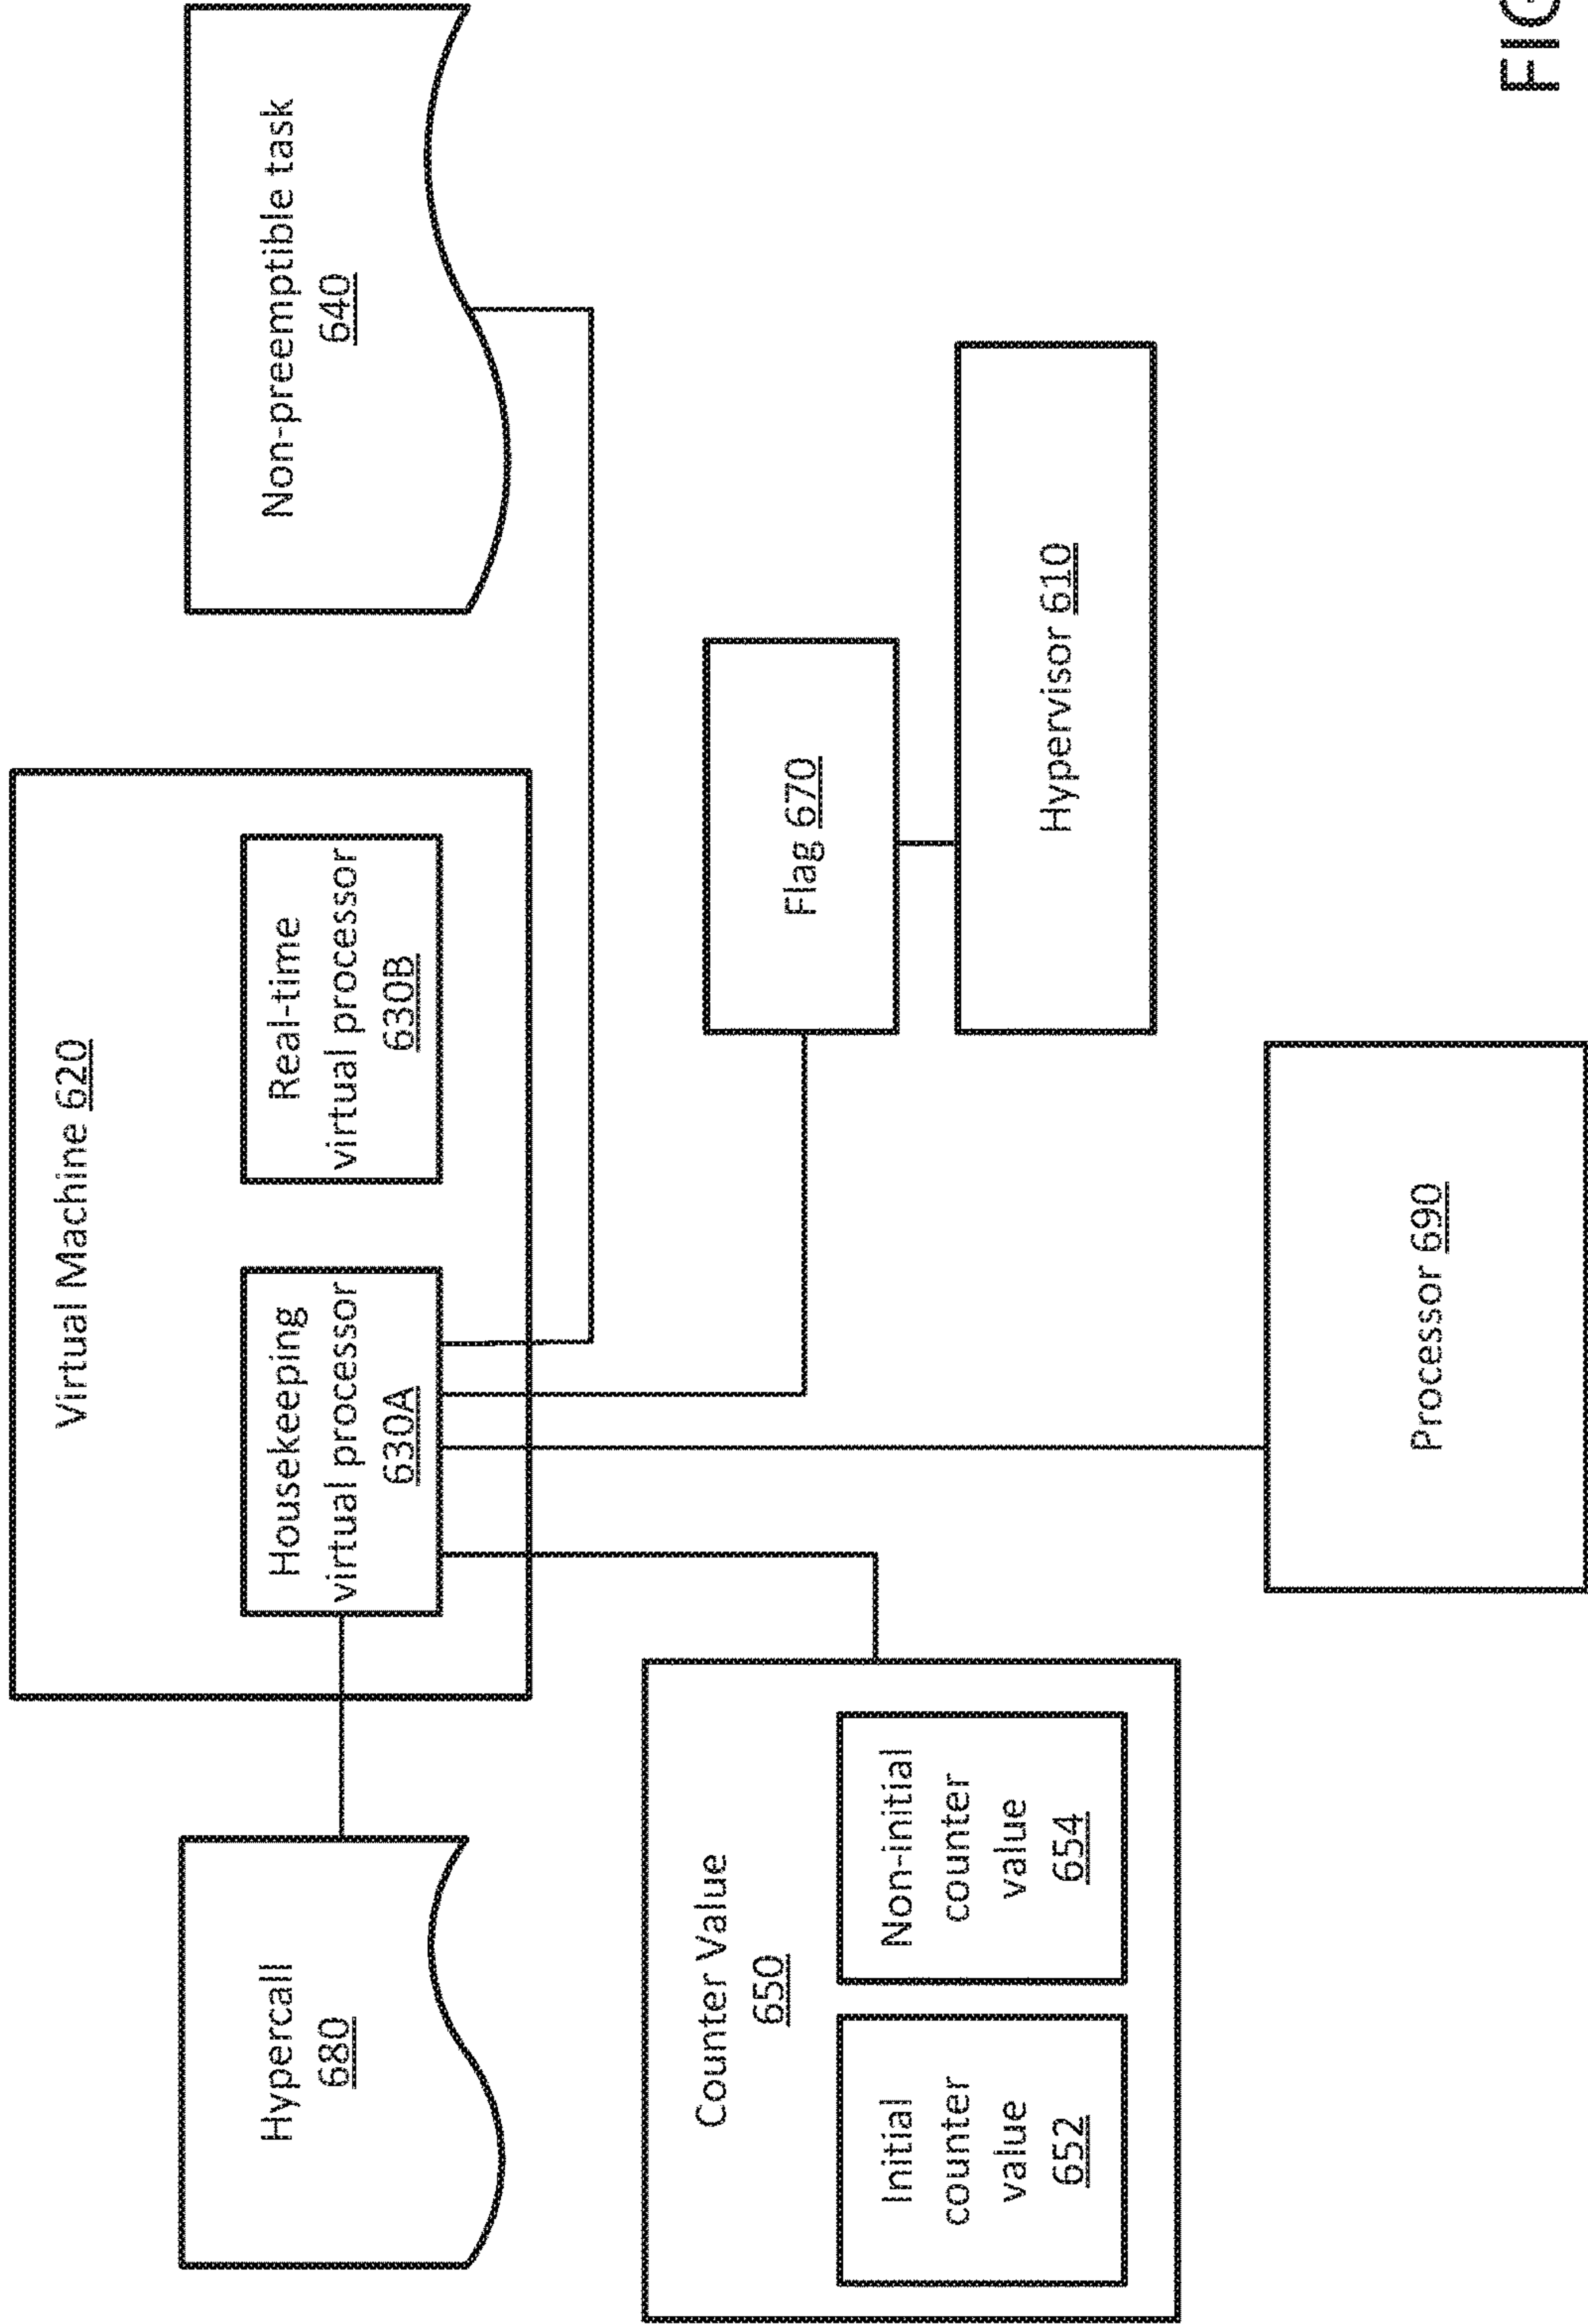 Virtual Machine 620
Hypercall
680
Housekeeping
virtual processor
630A
Real-time
virtual processor
630B
Non-preemptible task
640
Counter Value
650
Initial
counter
value
652
Non-initial
counter
value
654
Flag 670
Hypervisor 610
Processor 690